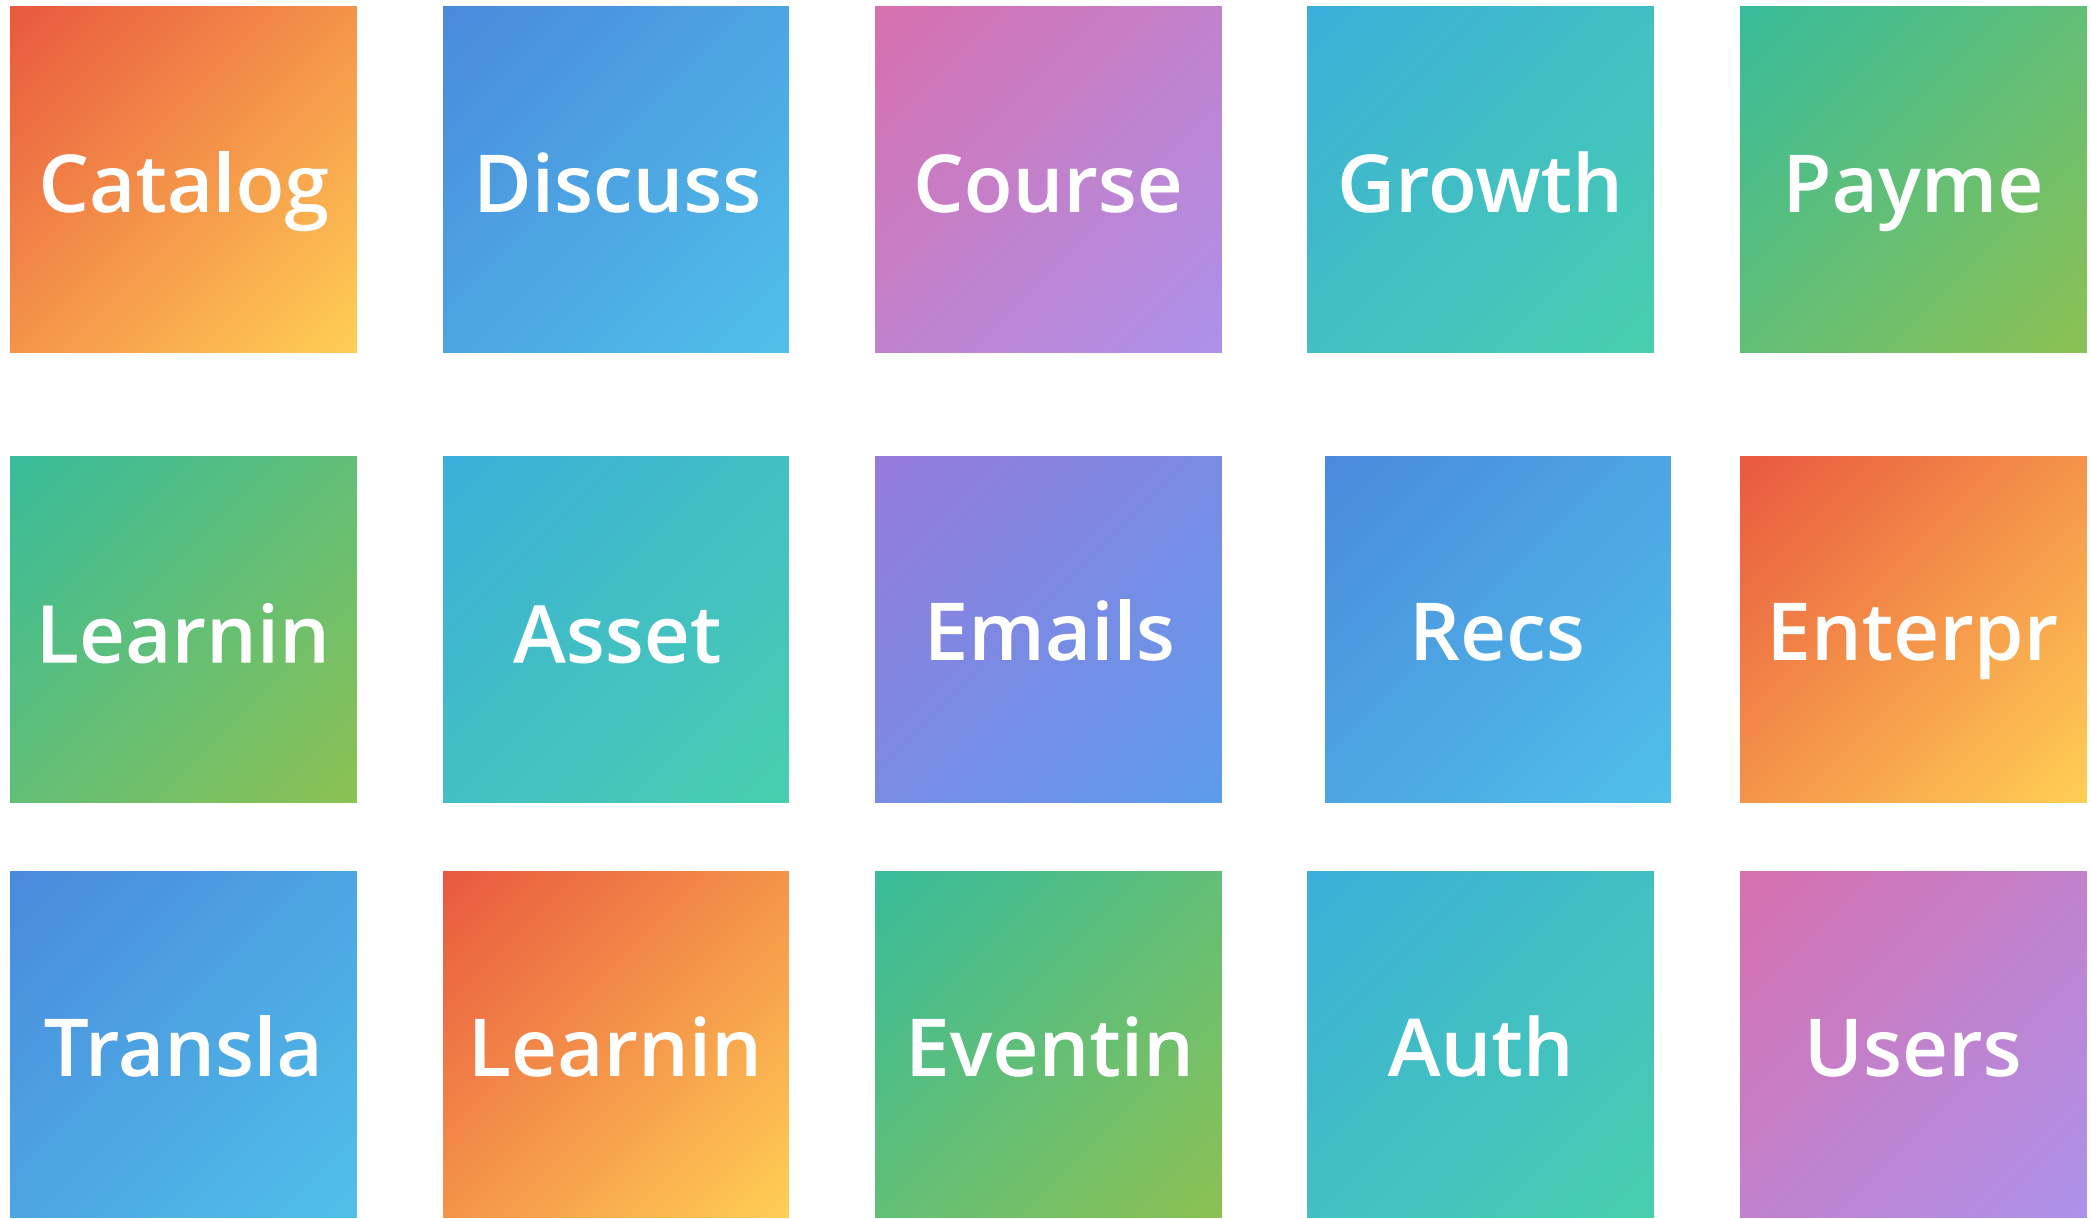 Catalog
Discuss
Course
Growth
Payme
Learnin
Asset
Emails
Recs
Enterpr
Transla
Learnin
Eventin
Auth
Users